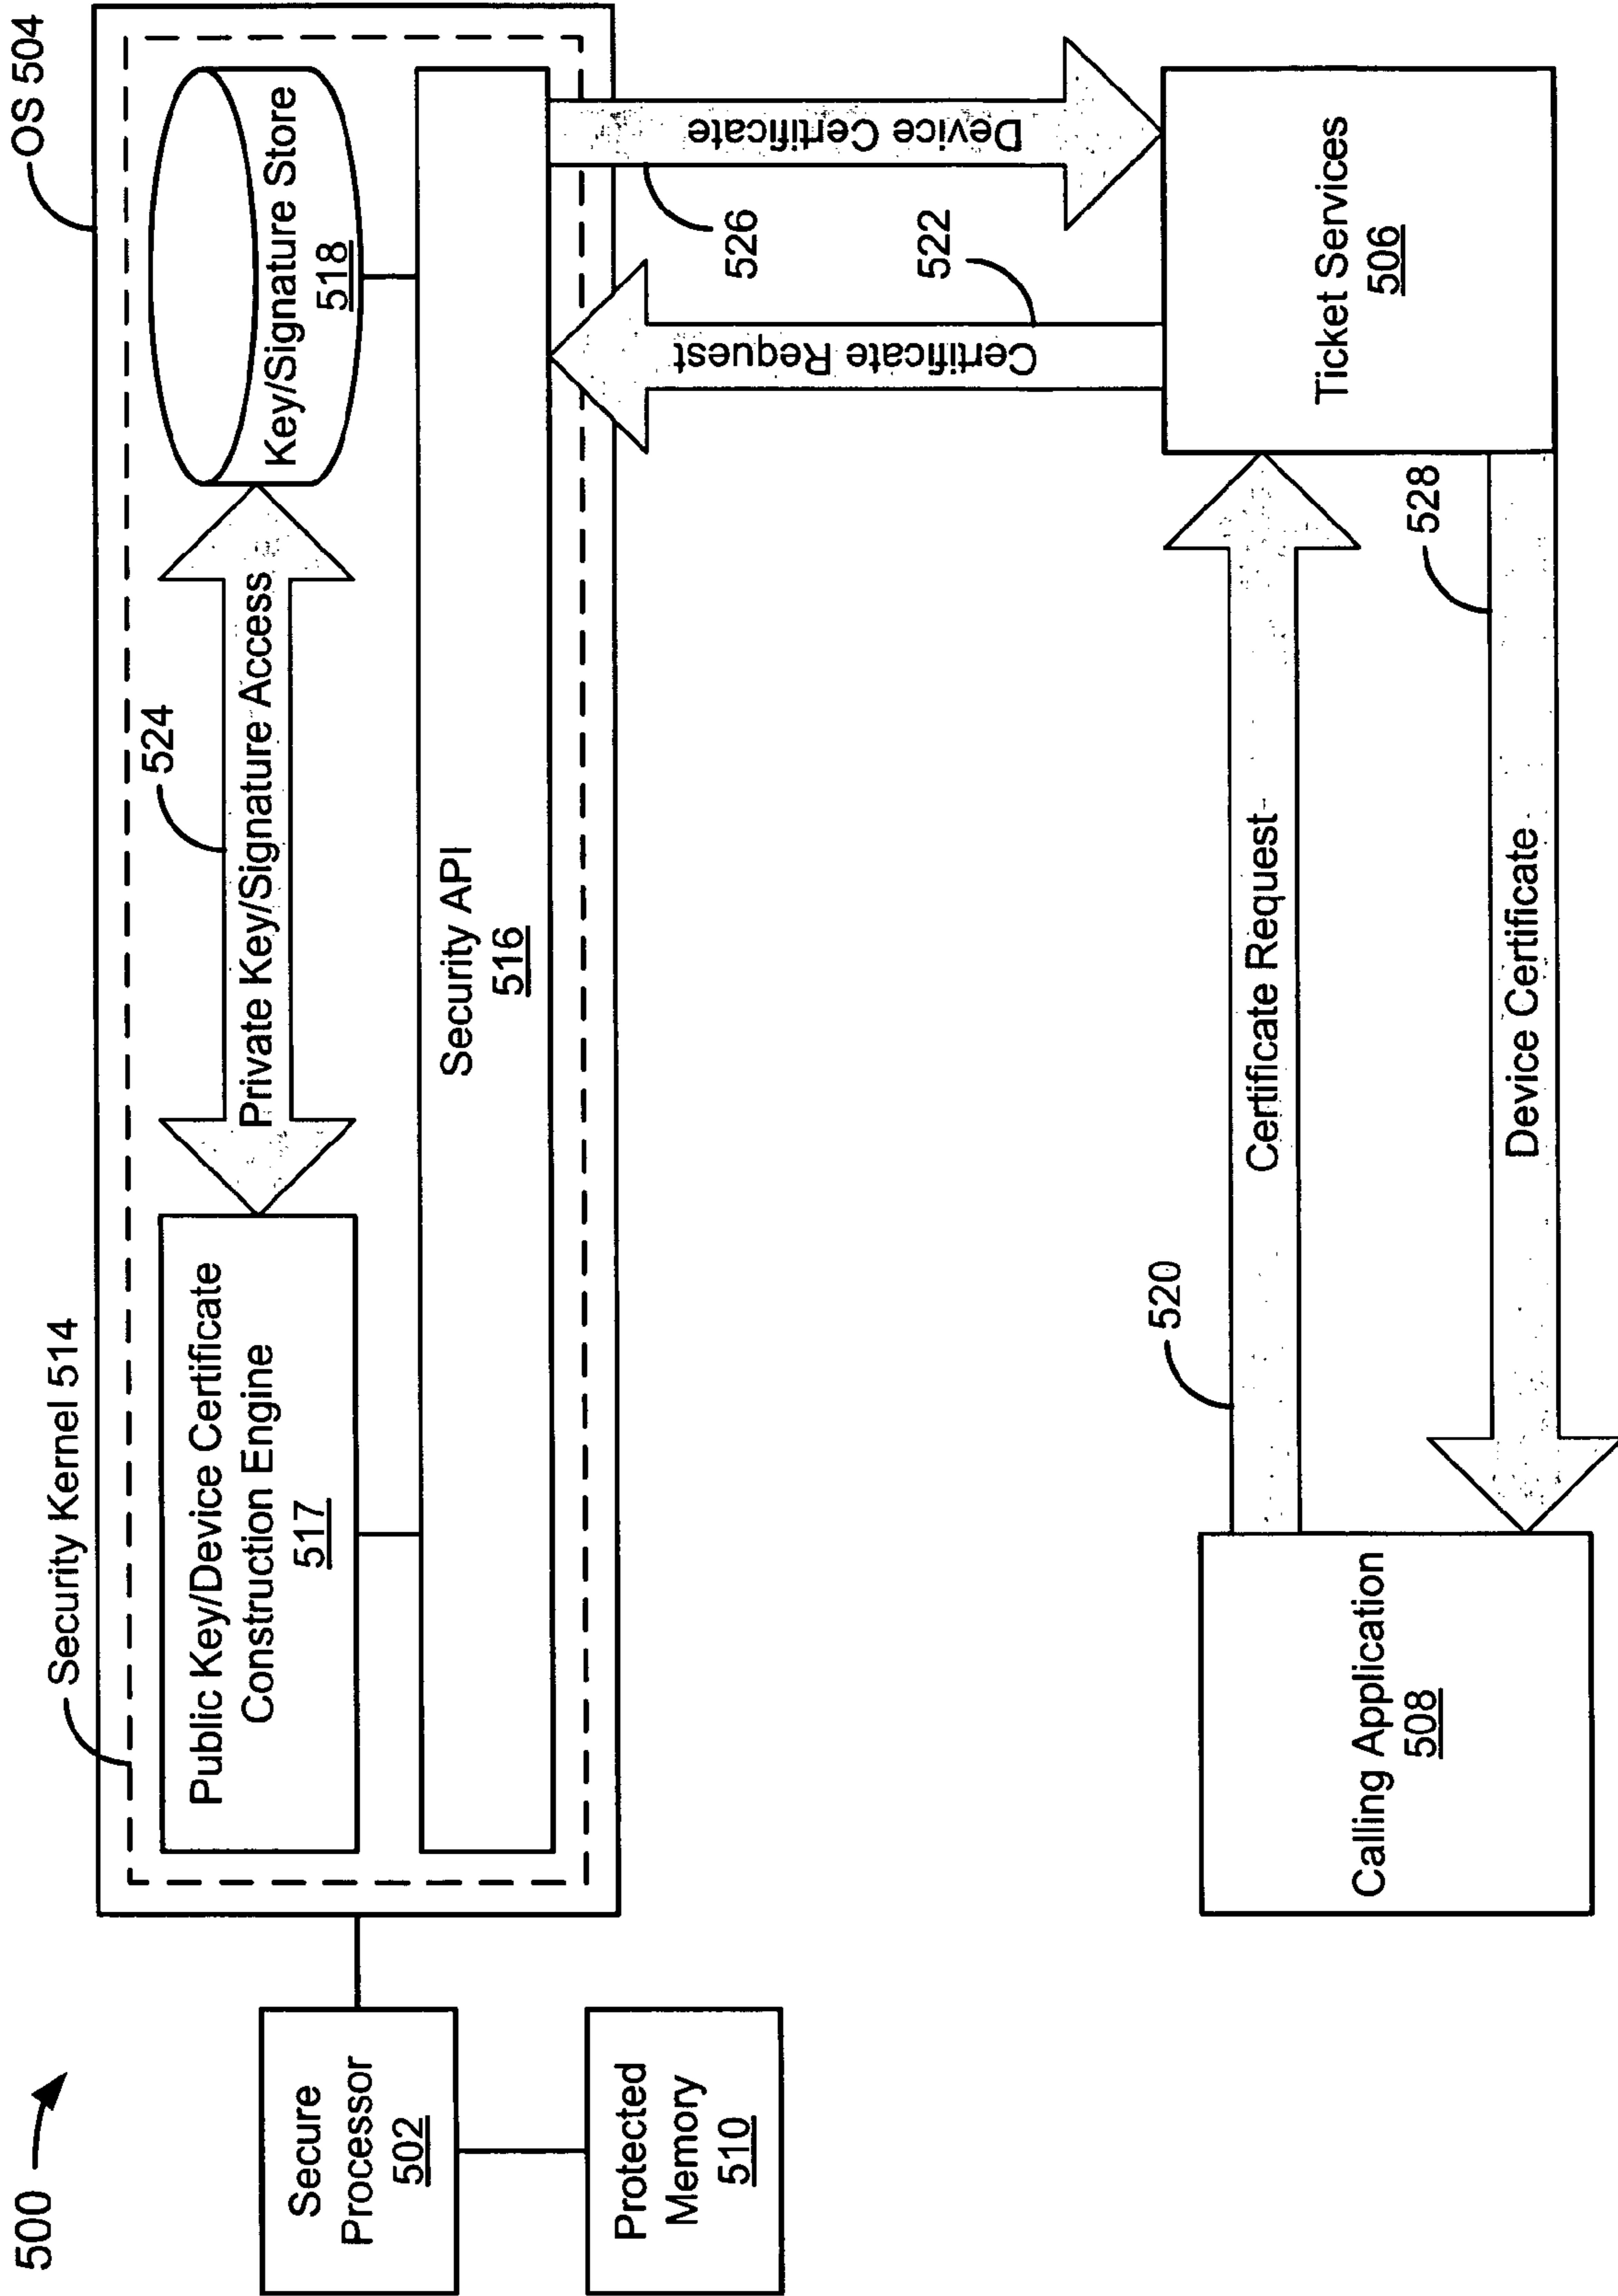 500
Security Kernel 514
OS 504
Public Key/Device Certificate
Construction Engine
517
524
Private Key/Signature Access
Key/Signature Store
518
Security API
516
Secure
Processor
502
Protected
Memory
510
Certificate Request
522
Device Certificate
526
520
Certificate Request
Calling Application
508
Ticket Services
506
528
Device Certificate